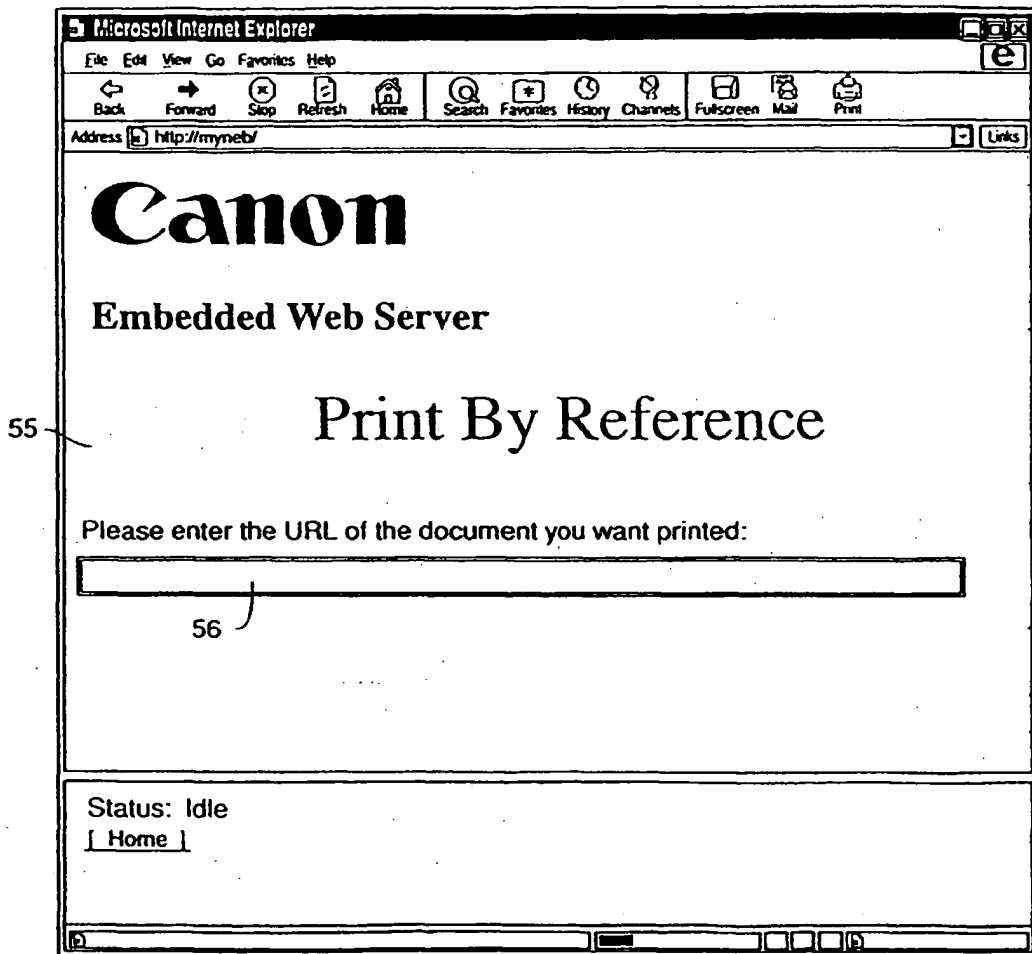 Microsoft Internet Explorer
File Edit View Go Favorites Help
Back Forward Stop Refresh Home Search Favorites History Channels Fullscreen Mail Print
Address http://myneb/ Links
Canon
Embedded Web Server
Print By Reference
55
Please enter the URL of the document you want printed:
56
Status: Idle
[ Home ]